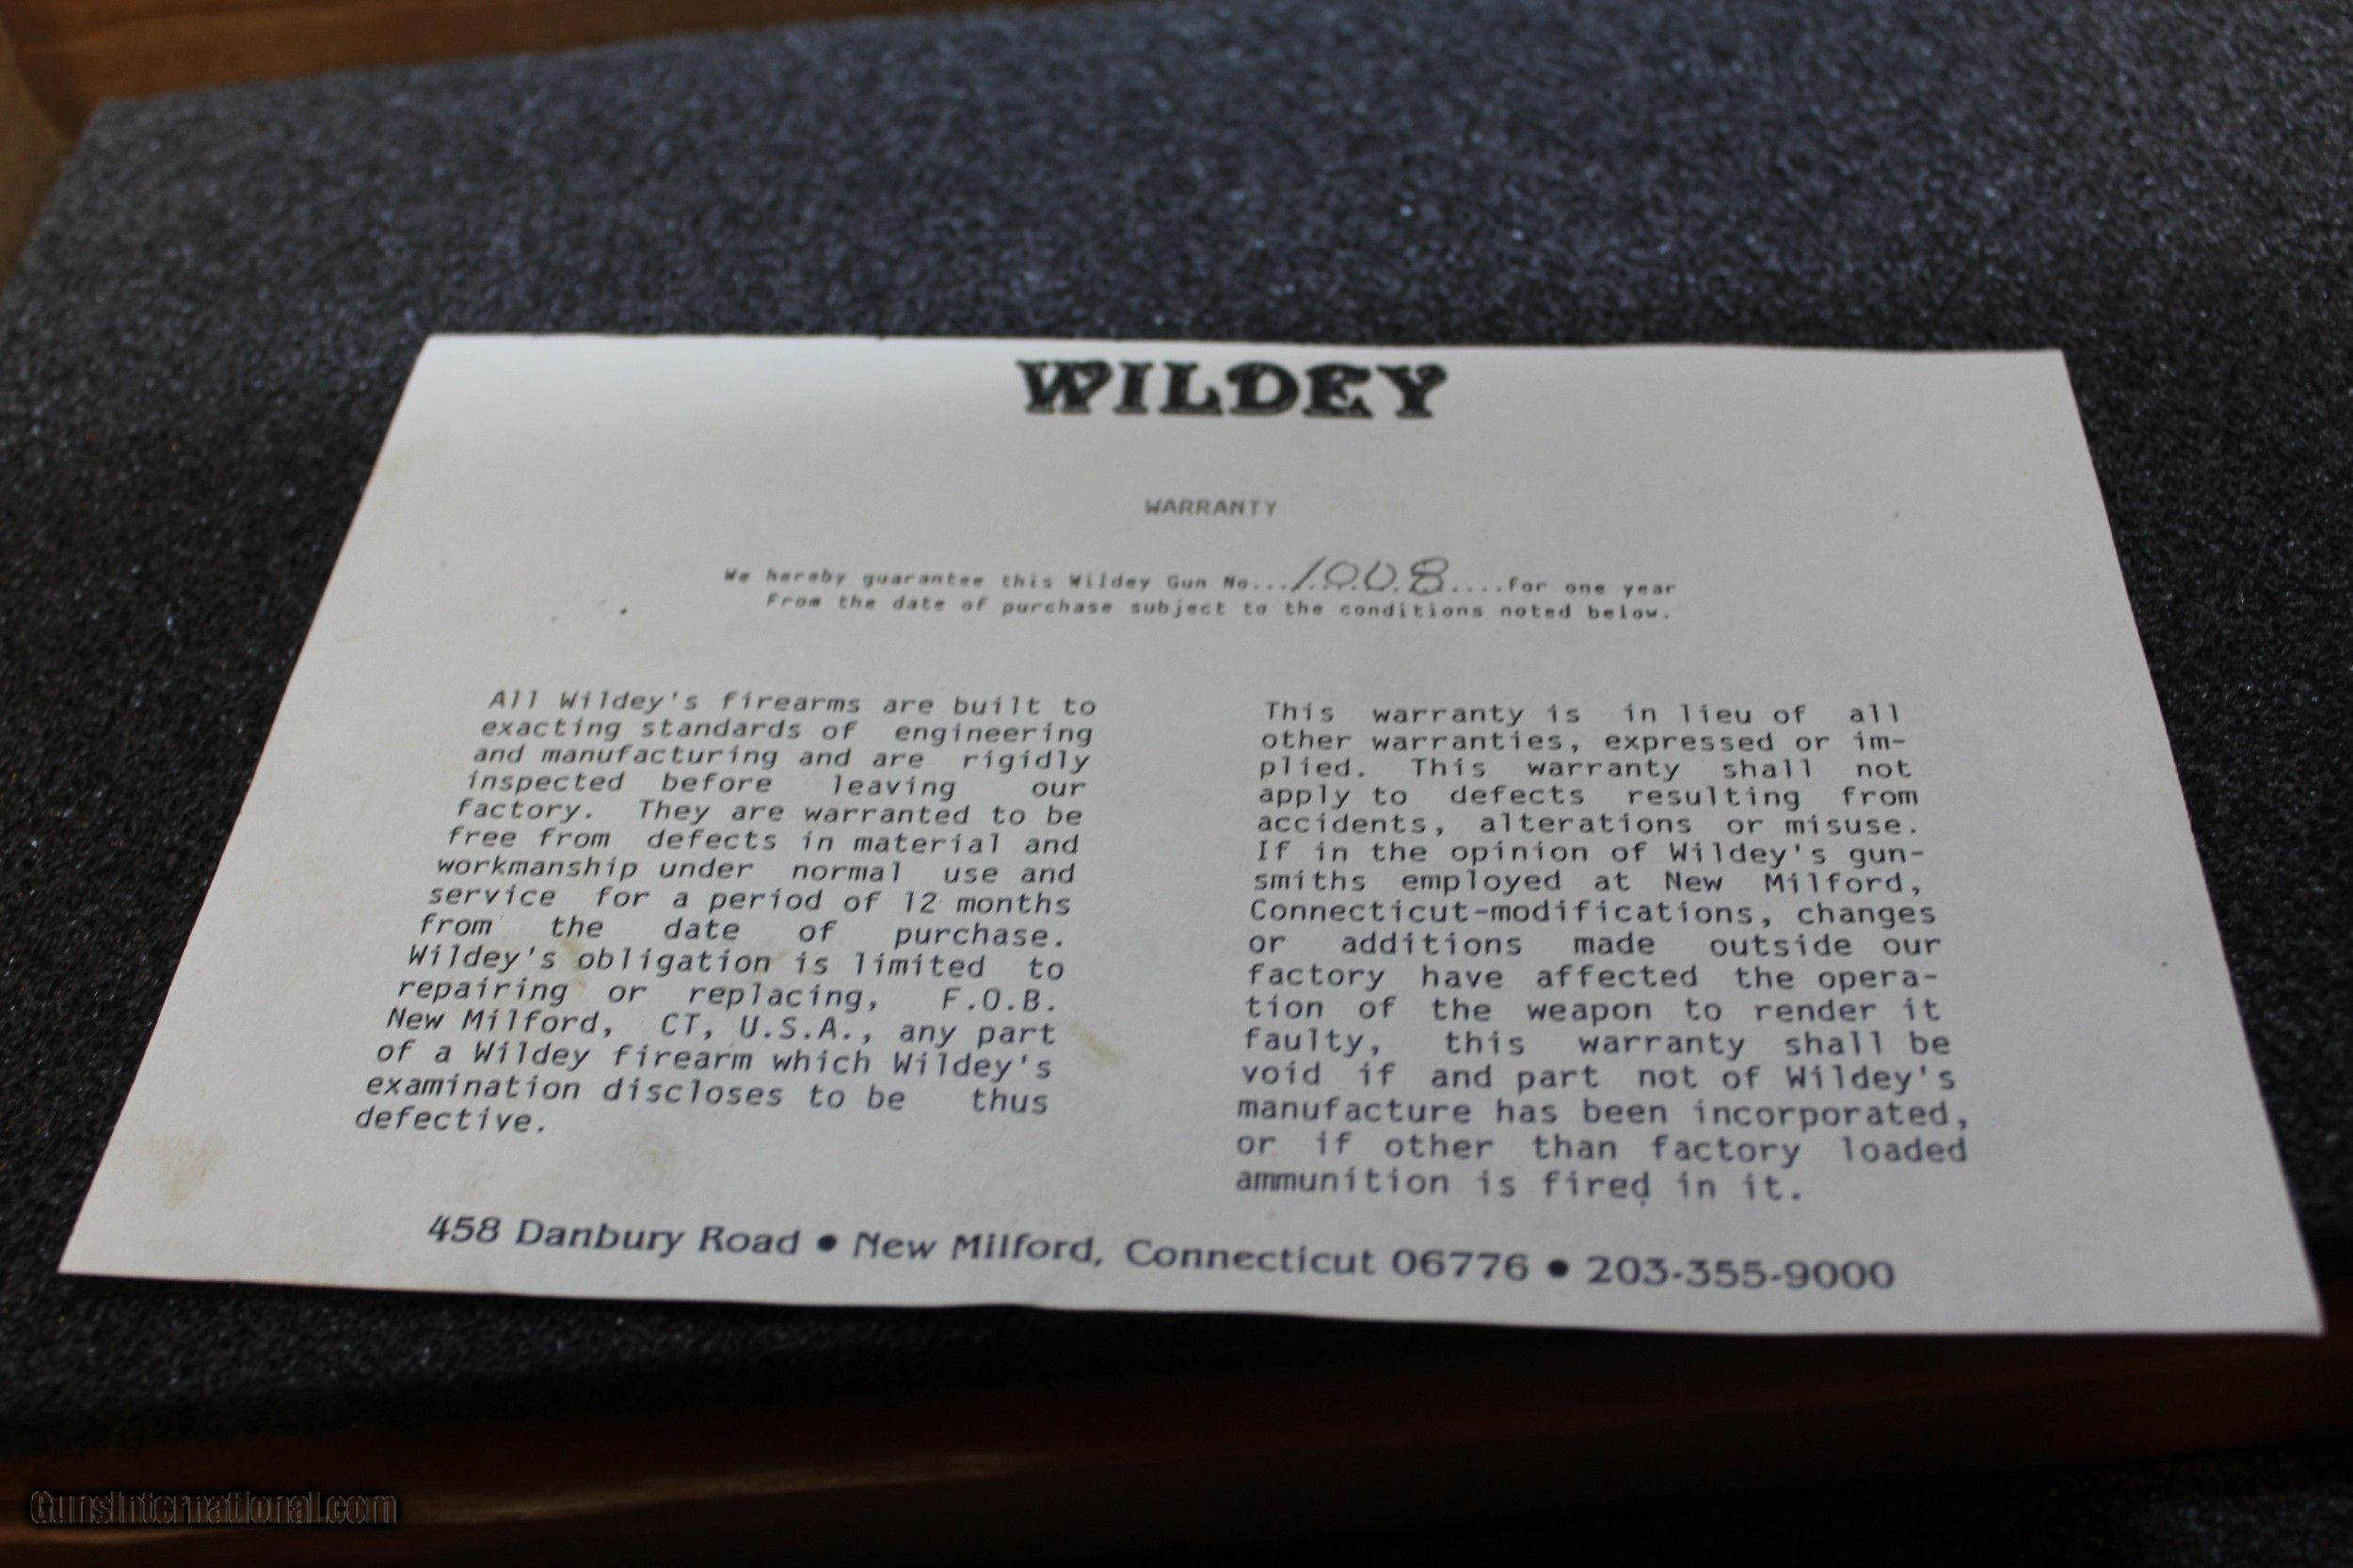 WILDEY
WARRANTY
We hereby guarantee this Wildey Gun No...1008....for one year
From the date of purchase subject to the conditions noted below.
All Wildey's firearms are built to
exacting standards of engineering
and manufacturing and are rigidly
inspected before leaving our
factory. They are warranted to be
free from defects in material and
workmanship under normal use and
service for a period of 12 months
from the date of purchase.
Wildey's obligation is limited to
repairing or replacing, F.O.B.
New Milford, CT, U.S.A., any part
of a Wildey firearm which Wildey's
examination discloses to be thus
defective.
This warranty is in lieu of all
other warranties, expressed or im-
plied. This warranty shall not
apply to defects resulting from
accidents, alterations or misuse.
If in the opinion of Wildey's gun-
smiths employed at New Milford,
Connecticut-modifications, changes
or additions made outside our
factory have affected the opera-
tion of the weapon to render it
faulty, this warranty shall be
void if and part not of Wildey's
manufacture has been incorporated,
or if other than factory loaded
ammunition is fired in it.
458 Danbury Road • New Milford, Connecticut 06776 • 203-355-9000
GunsInternational.com